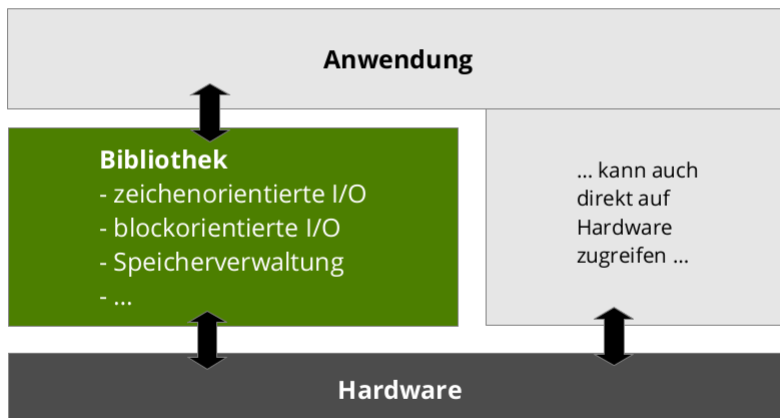 Anwendung
Bibliothek
- zeichenorientierte I/O
- blockorientierte I/O
- Speicherverwaltung
- ...
... kann auch
direkt auf
Hardware
zugreifen ...
Hardware